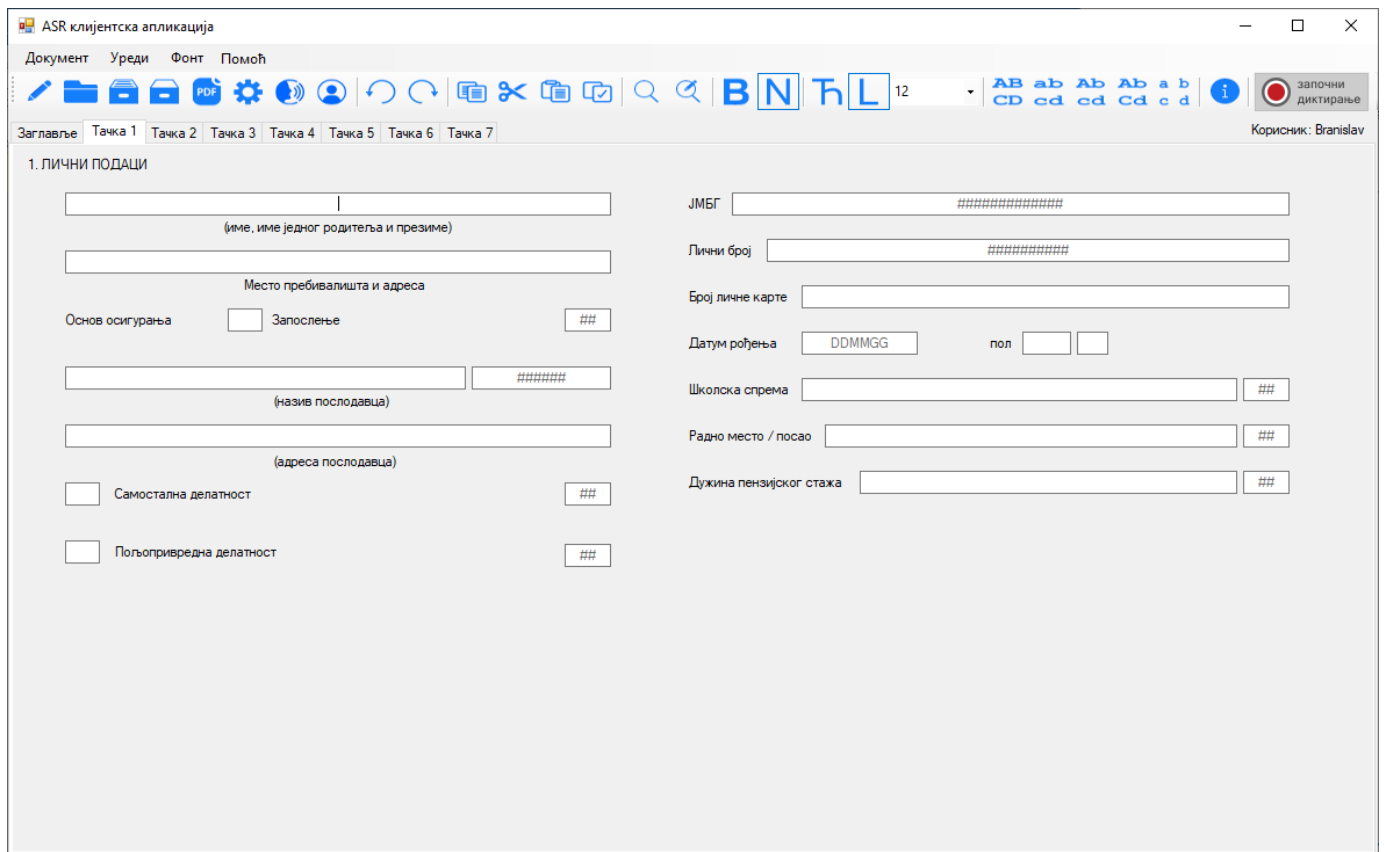 ASR клијентска апликација
Документ Уреди Фонт Помоћ
PDF B N Ћ L 12 AB CD ab cd Ab cd Ab Cd a b c d i започни диктирање
Заглавље Тачка 1 Тачка 2 Тачка 3 Тачка 4 Тачка 5 Тачка 6 Тачка 7 Корисник: Branislav
1. ЛИЧНИ ПОДАЦИ
(име, име једног родитеља и презиме)
Место пребивалишта и адреса
Основ осигурања Запослење ##
######
(назив послодавца)
(адреса послодавца)
Самостална делатност ##
Пољопривредна делатност ##
ЈМБГ #############
Лични број ##########
Број личне карте
Датум рођења DDMMGG пол
Школска спрема ##
Радно место / посао ##
Дужина пензијског стажа ##